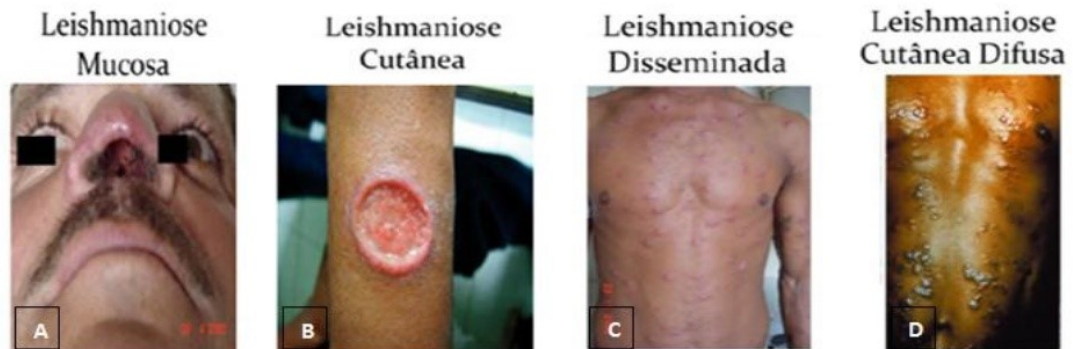 Leishmaniose
Mucosa
Leishmaniose
Cutânea
Leishmaniose
Disseminada
Leishmaniose
Cutânea Difusa
A
B
C
D